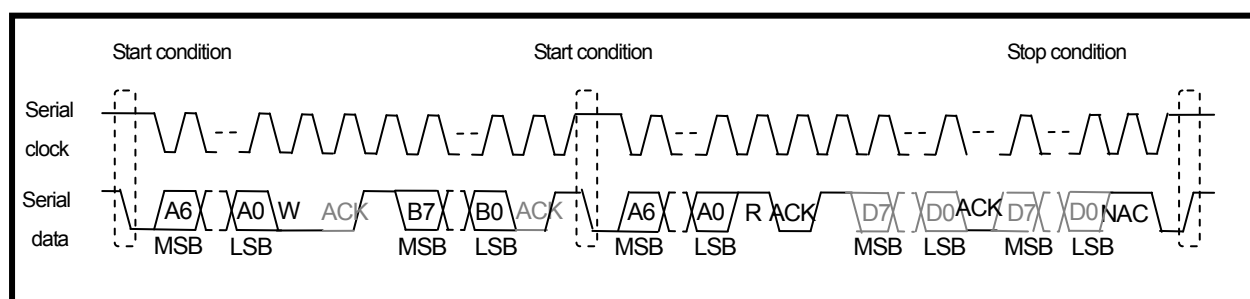 Start condition Start condition Stop condition
Serial
clock
Serial
data
A6 A0 W ACK B7 B0 ACK A6 A0 R ACK D7 D0 ACK D7 D0 NAC
MSB LSB MSB LSB MSB LSB MSB LSB MSB LSB